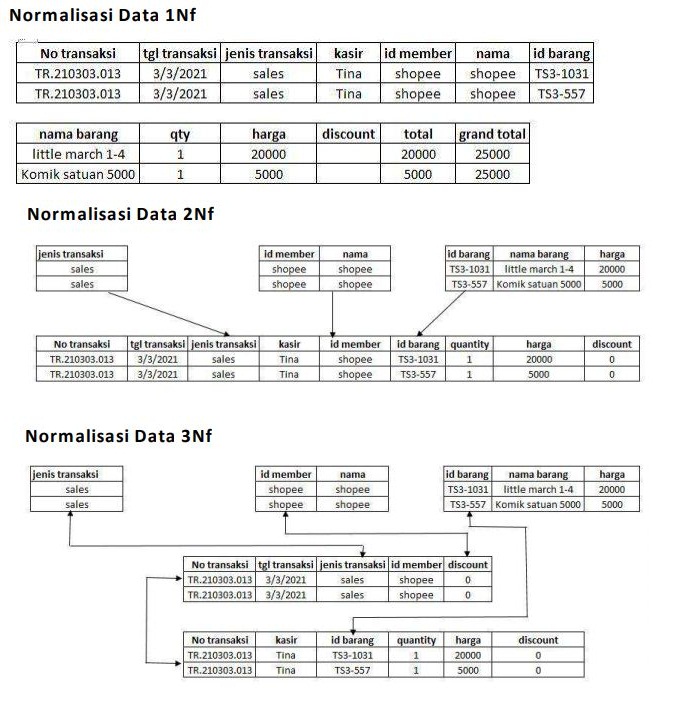 Normalisasi Data 1Nf
No transaksi tgl transaksi jenis transaksi kasir id member nama id barang
TR.210303.013 3/3/2021 sales Tina shopee shopee TS3-1031
TR.210303.013 3/3/2021 sales Tina shopee shopee TS3-557
nama barang qty harga discount total grand total
little march 1-4 1 20000 20000 25000
Komik satuan 5000 1 5000 5000 25000
Normalisasi Data 2Nf
jenis transaksi id member nama id barang nama barang harga
sales shopee shopee TS3-1031 little march 1-4 20000
sales shopee shopee TS3-557 Komik satuan 5000 5000
No transaksi tgl transaksi jenis transaksi kasir id member id barang quantity harga discount
TR.210303.013 3/3/2021 sales Tina shopee TS3-1031 1 20000 0
TR.210303.013 3/3/2021 sales Tina shopee TS3-557 1 5000 0
Normalisasi Data 3Nf
jenis transaksi id member nama id barang nama barang harga
sales shopee shopee TS3-1031 little march 1-4 20000
sales shopee shopee TS3-557 Komik satuan 5000 5000
No transaksi tgl transaksi jenis transaksi id member discount
TR.210303.013 3/3/2021 sales shopee 0
TR.210303.013 3/3/2021 sales shopee 0
No transaksi kasir id barang quantity harga discount
TR.210303.013 Tina TS3-1031 1 20000 0
TR.210303.013 Tina TS3-557 1 5000 0